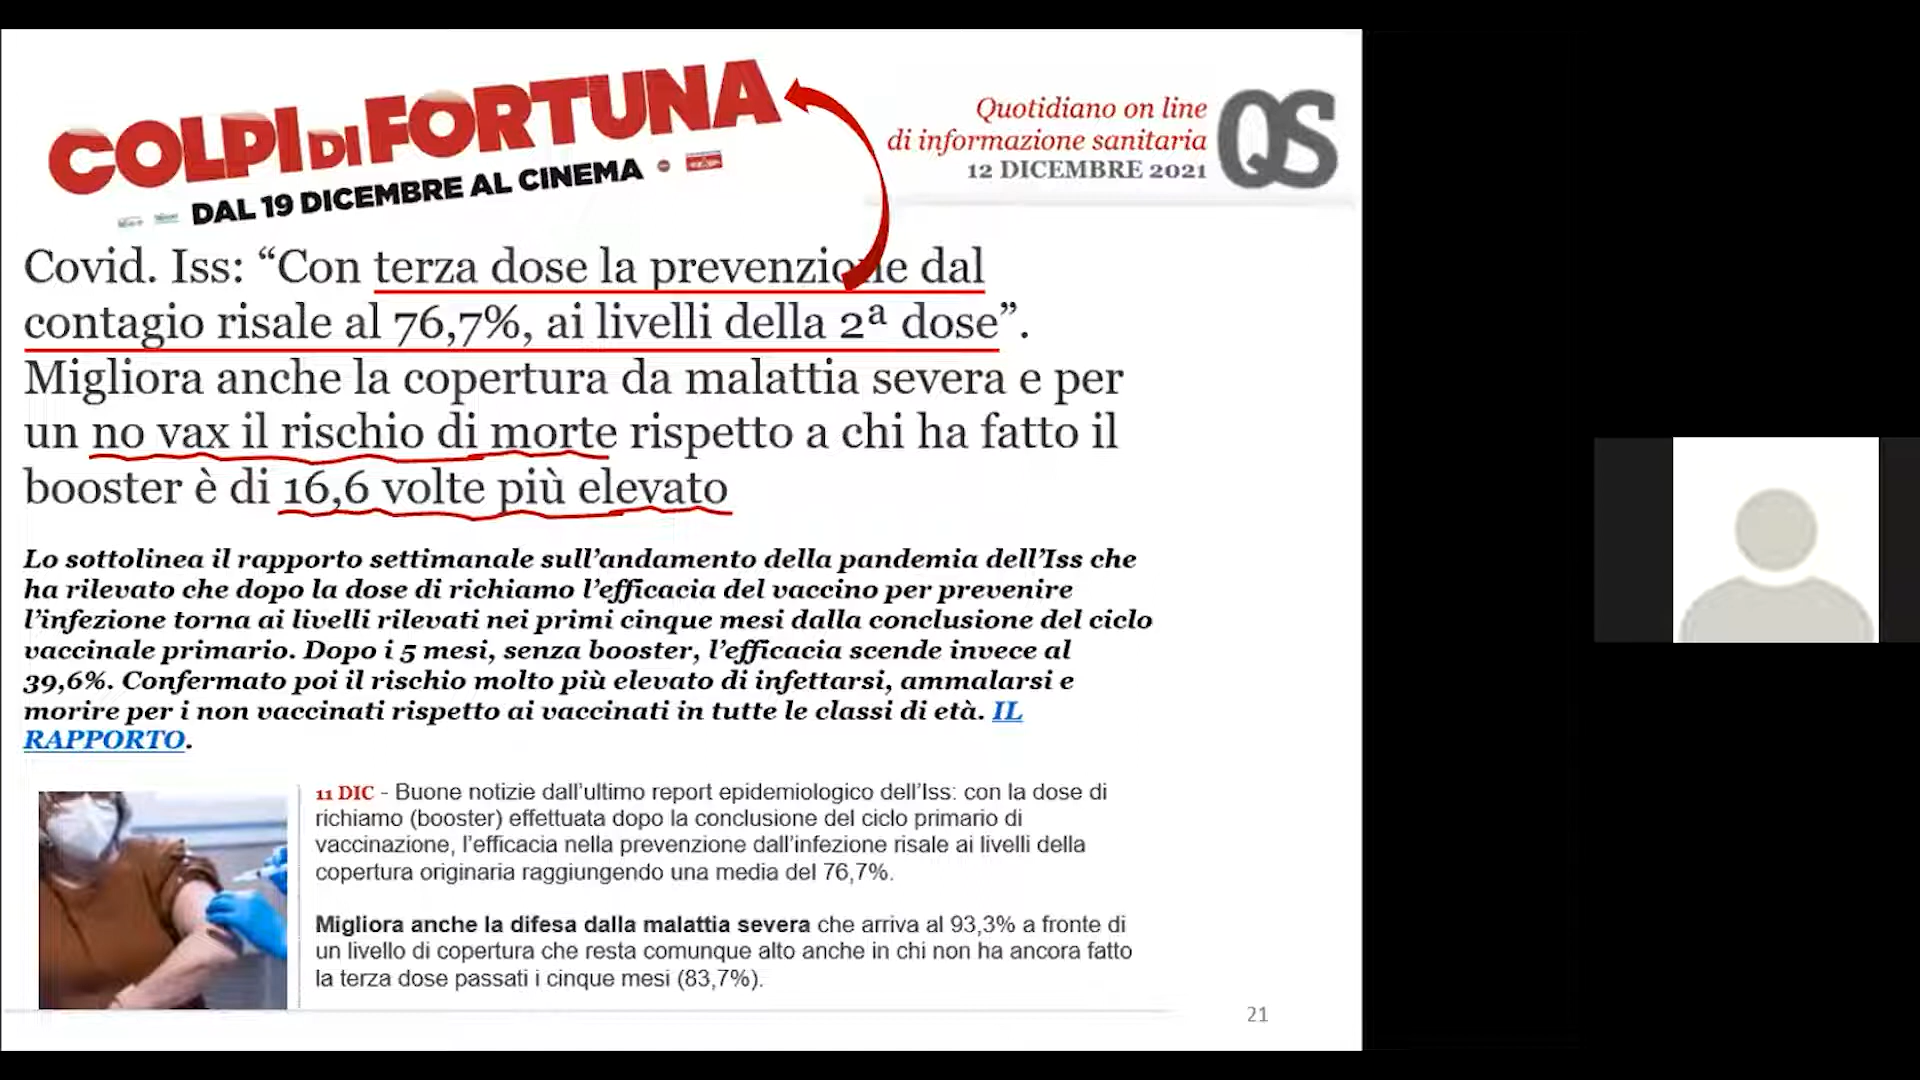 COLPI DI FORTUNA
DAL 19 DICEMBRE AL CINEMA
Quotidiano on line
di informazione sanitaria
12 DICEMBRE 2021
QS
Covid. Iss: “Con terza dose la prevenzione dal
contagio risale al 76,7%, ai livelli della 2ª dose”.
Migliora anche la copertura da malattia severa e per
un no vax il rischio di morte rispetto a chi ha fatto il
booster è di 16,6 volte più elevato
Lo sottolinea il rapporto settimanale sull’andamento della pandemia dell’Iss che
ha rilevato che dopo la dose di richiamo l’efficacia del vaccino per prevenire
l’infezione torna ai livelli rilevati nei primi cinque mesi dalla conclusione del ciclo
vaccinale primario. Dopo i 5 mesi, senza booster, l’efficacia scende invece al
39,6%. Confermato poi il rischio molto più elevato di infettarsi, ammalarsi e
morire per i non vaccinati rispetto ai vaccinati in tutte le classi di età. IL
RAPPORTO.
11 DIC - Buone notizie dall’ultimo report epidemiologico dell’Iss: con la dose di
richiamo (booster) effettuata dopo la conclusione del ciclo primario di
vaccinazione, l’efficacia nella prevenzione dall’infezione risale ai livelli della
copertura originaria raggiungendo una media del 76,7%.
Migliora anche la difesa dalla malattia severa che arriva al 93,3% a fronte di
un livello di copertura che resta comunque alto anche in chi non ha ancora fatto
la terza dose passati i cinque mesi (83,7%).
21